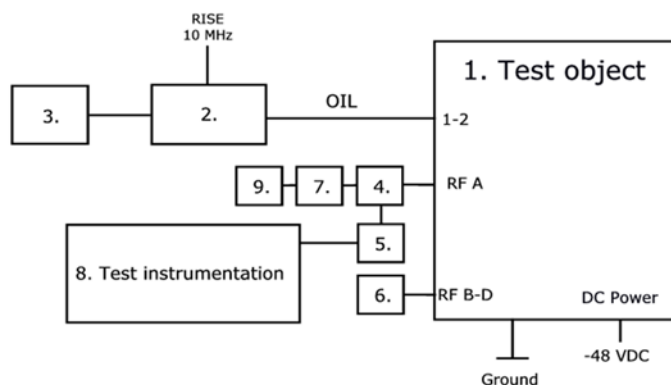 RISE
10 MHz
1. Test object
3.
2.
OIL
1-2
9.
7.
4.
RF A
8. Test instrumentation
5.
6.
RF B-D
DC Power
-48 VDC
Ground